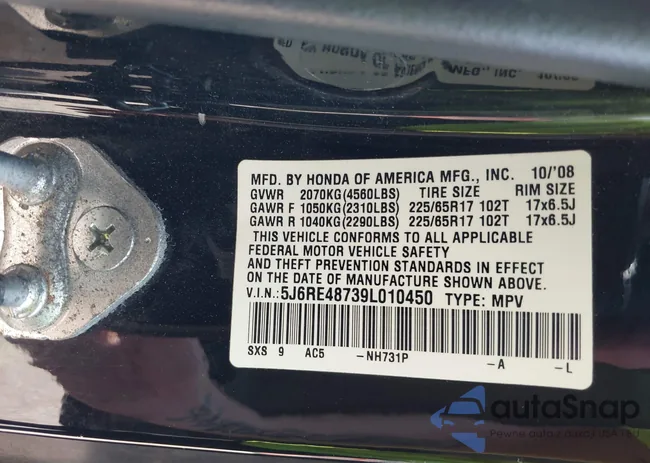 MFD. BY HONDA OF AMERICA MFG., INC. 10/'08
GVWR 2070KG(4560LBS) TIRE SIZE RIM SIZE
GAWR F 1050KG(2310LBS) 225/65R17 102T 17x6.5J
GAWR R 1040KG(2290LBS) 225/65R17 102T 17x6.5J
THIS VEHICLE CONFORMS TO ALL APPLICABLE
FEDERAL MOTOR VEHICLE SAFETY
AND THEFT PREVENTION STANDARDS IN EFFECT
ON THE DATE OF MANUFACTURE SHOWN ABOVE.
V.I.N.:5J6RE48739L010450 TYPE: MPV
SXS 9 AC5 -NH731P -A -L
autoSnap